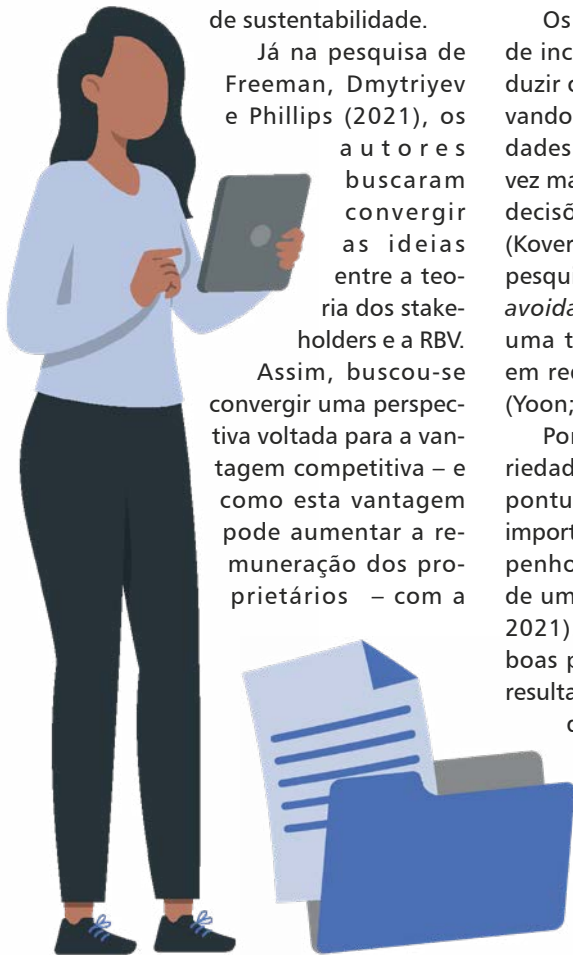 de sustentabilidade.
Já na pesquisa de
Freeman, Dmytriyev
e Phillips (2021), os
autores
buscaram
convergir
as ideias
entre a teo-
ria dos stake-
holders e a RBV.
Assim, buscou-se
convergir uma perspec-
tiva voltada para a van-
tagem competitiva – e
como esta vantagem
pode aumentar a re-
muneração dos pro-
prietários – com a
Os
de inc
duzir
vando
dades
vez ma
decisõ
(Kover
pesqu
avoida
uma t
em rec
(Yoon;
Por
riedad
pontu
import
penho
de um
2021)
boas p
resulta